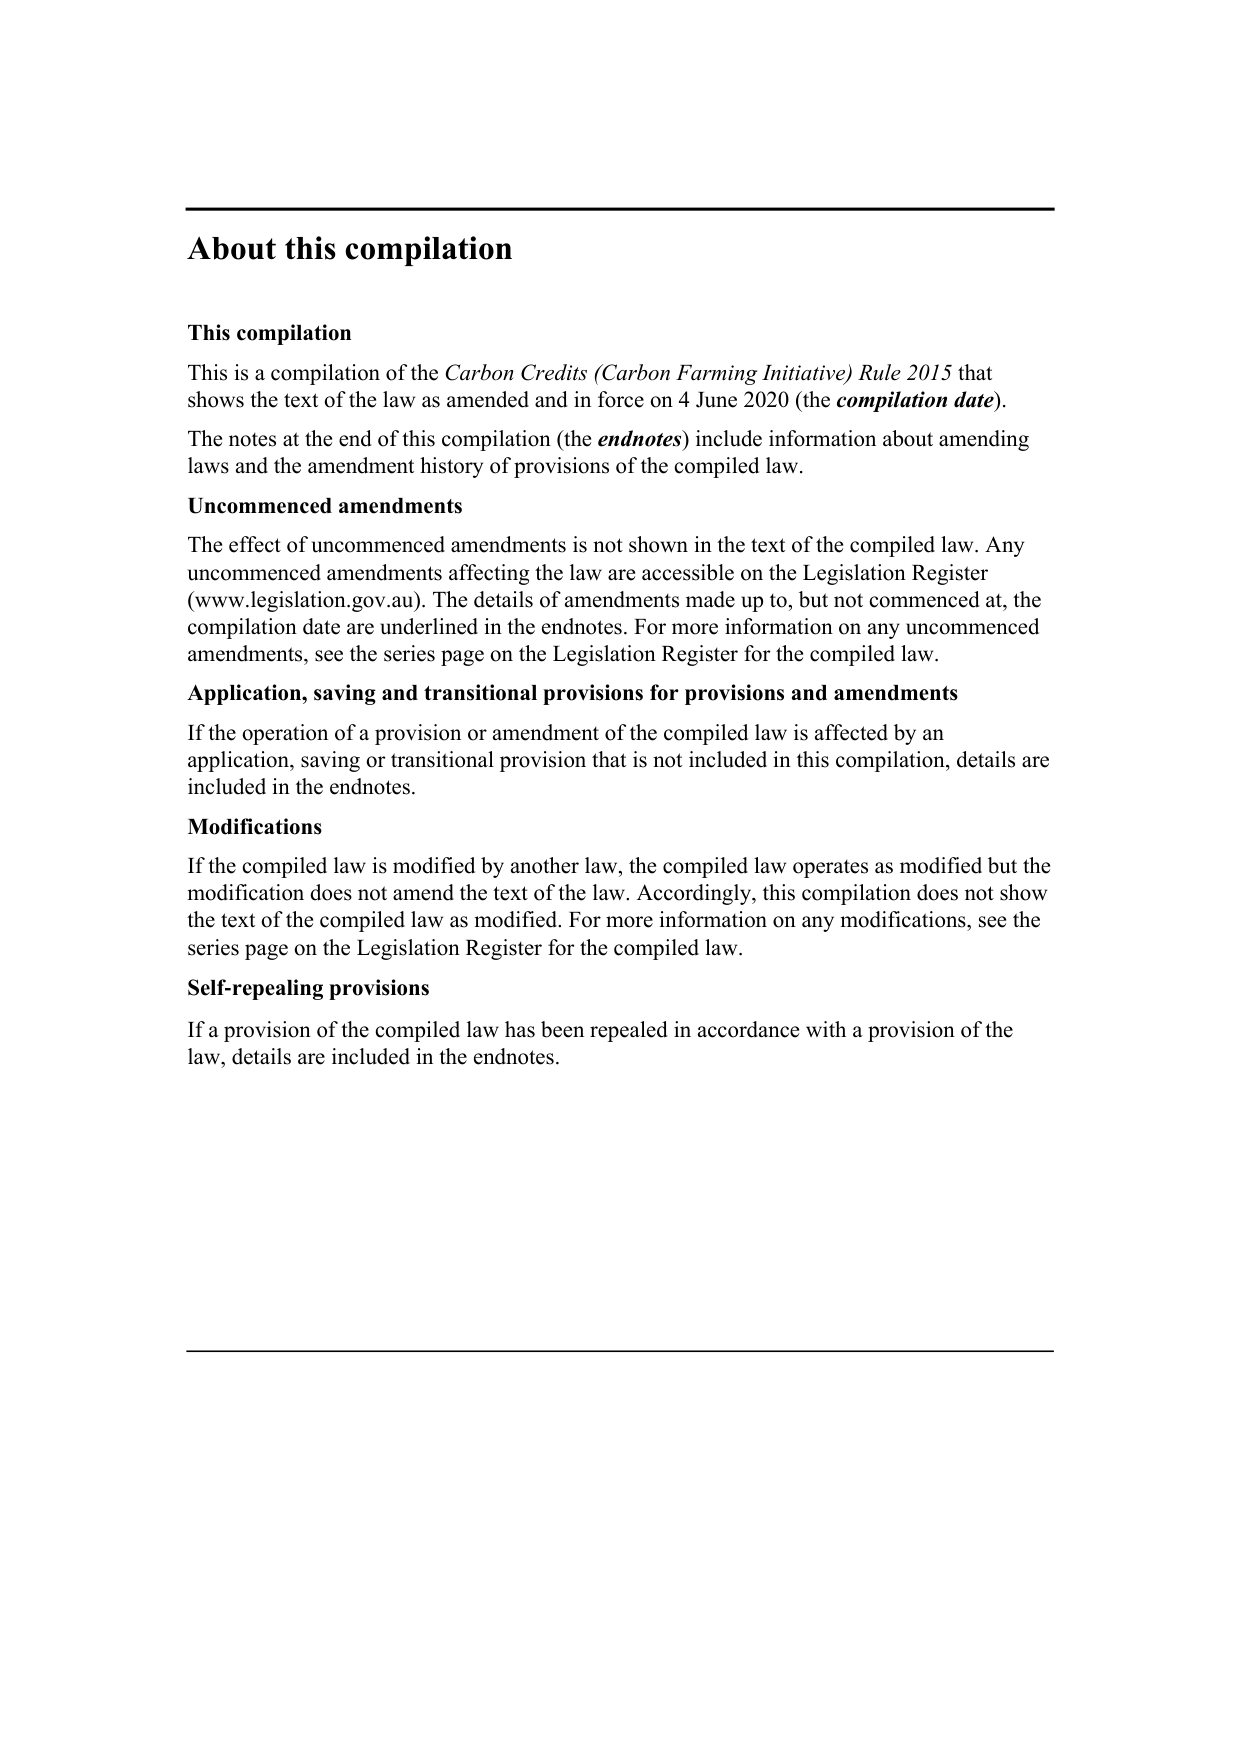 About this compilation
This compilation
This is a compilation of the Carbon Credits (Carbon Farming Initiative) Rule 2015 that
shows the text of the law as amended and in force on 4 June 2020 (the compilation date).
The notes at the end of this compilation (the endnotes) include information about amending
laws and the amendment history of provisions of the compiled law.
Uncommenced amendments
The effect of uncommenced amendments is not shown in the text of the compiled law. Any
uncommenced amendments affecting the law are accessible on the Legislation Register
(www.legislation.gov.au). The details of amendments made up to, but not commenced at, the
compilation date are underlined in the endnotes. For more information on any uncommenced
amendments, see the series page on the Legislation Register for the compiled law.
Application, saving and transitional provisions for provisions and amendments
If the operation of a provision or amendment of the compiled law is affected by an
application, saving or transitional provision that is not included in this compilation, details are
included in the endnotes.
Modifications
If the compiled law is modified by another law, the compiled law operates as modified but the
modification does not amend the text of the law. Accordingly, this compilation does not show
the text of the compiled law as modified. For more information on any modifications, see the
series page on the Legislation Register for the compiled law.
Self-repealing provisions
If a provision of the compiled law has been repealed in accordance with a provision of the
law, details are included in the endnotes.